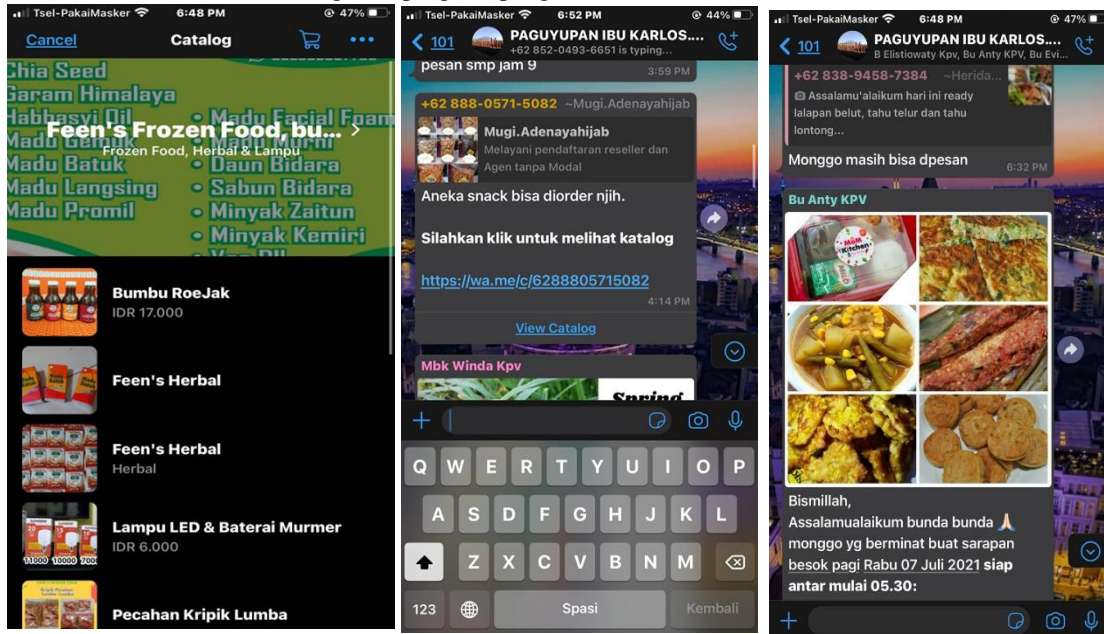 Tsel-PakaiMasker 6:48 PM 47%
Cancel Catalog
Chia Seed
Garam Himalaya
Habbasyi Oil
• Madu Facial Foam
Feen's Frozen Food, bu... >
Frozen Food, Herbal & Lampu
Madu Batuk
• Daun Bidara
Madu Langsing
• Sabun Bidara
Madu Promil
• Minyak Zaitun
• Minyak Kemiri
Bumbu RoeJak
IDR 17.000
Feen's Herbal
Feen's Herbal
Herbal
Lampu LED & Baterai Murmer
IDR 6.000
Pecahan Kripik Lumba
Tsel-PakaiMasker 6:52 PM 44%
101 PAGUYUPAN IBU KARLOS....
+62 852-0493-6651 is typing...
pesan smp jam 9
3:59 PM
+62 888-0571-5082 ~Mugi.Adenayahijab
Mugi.Adenayahijab
Melayani pendaftaran reseller dan
Agen tanpa Modal
Aneka snack bisa diorder njih.
Silahkan klik untuk melihat katalog
https://wa.me/c/6288805715082
4:14 PM
View Catalog
Mbk Winda Kpv
Spring
Q W E R T Y U I O P
A S D F G H J K L
Z X C V B N M
123 Spasi Kembali
Tsel-PakaiMasker 6:48 PM 47%
101 PAGUYUPAN IBU KARLOS....
B Elistiowaty Kpv, Bu Anty KPV, Bu Evi...
+62 838-9458-7384 ~Herida...
Assalamu'alaikum hari ini ready
lalapan belut, tahu telur dan tahu
lontong...
Monggo masih bisa dpesan
6:32 PM
Bu Anty KPV
MoM
Kitchen
Bismillah,
Assalamualaikum bunda bunda 🙏🏻
monggo yg berminat buat sarapan
besok pagi Rabu 07 Juli 2021 siap
antar mulai 05.30: